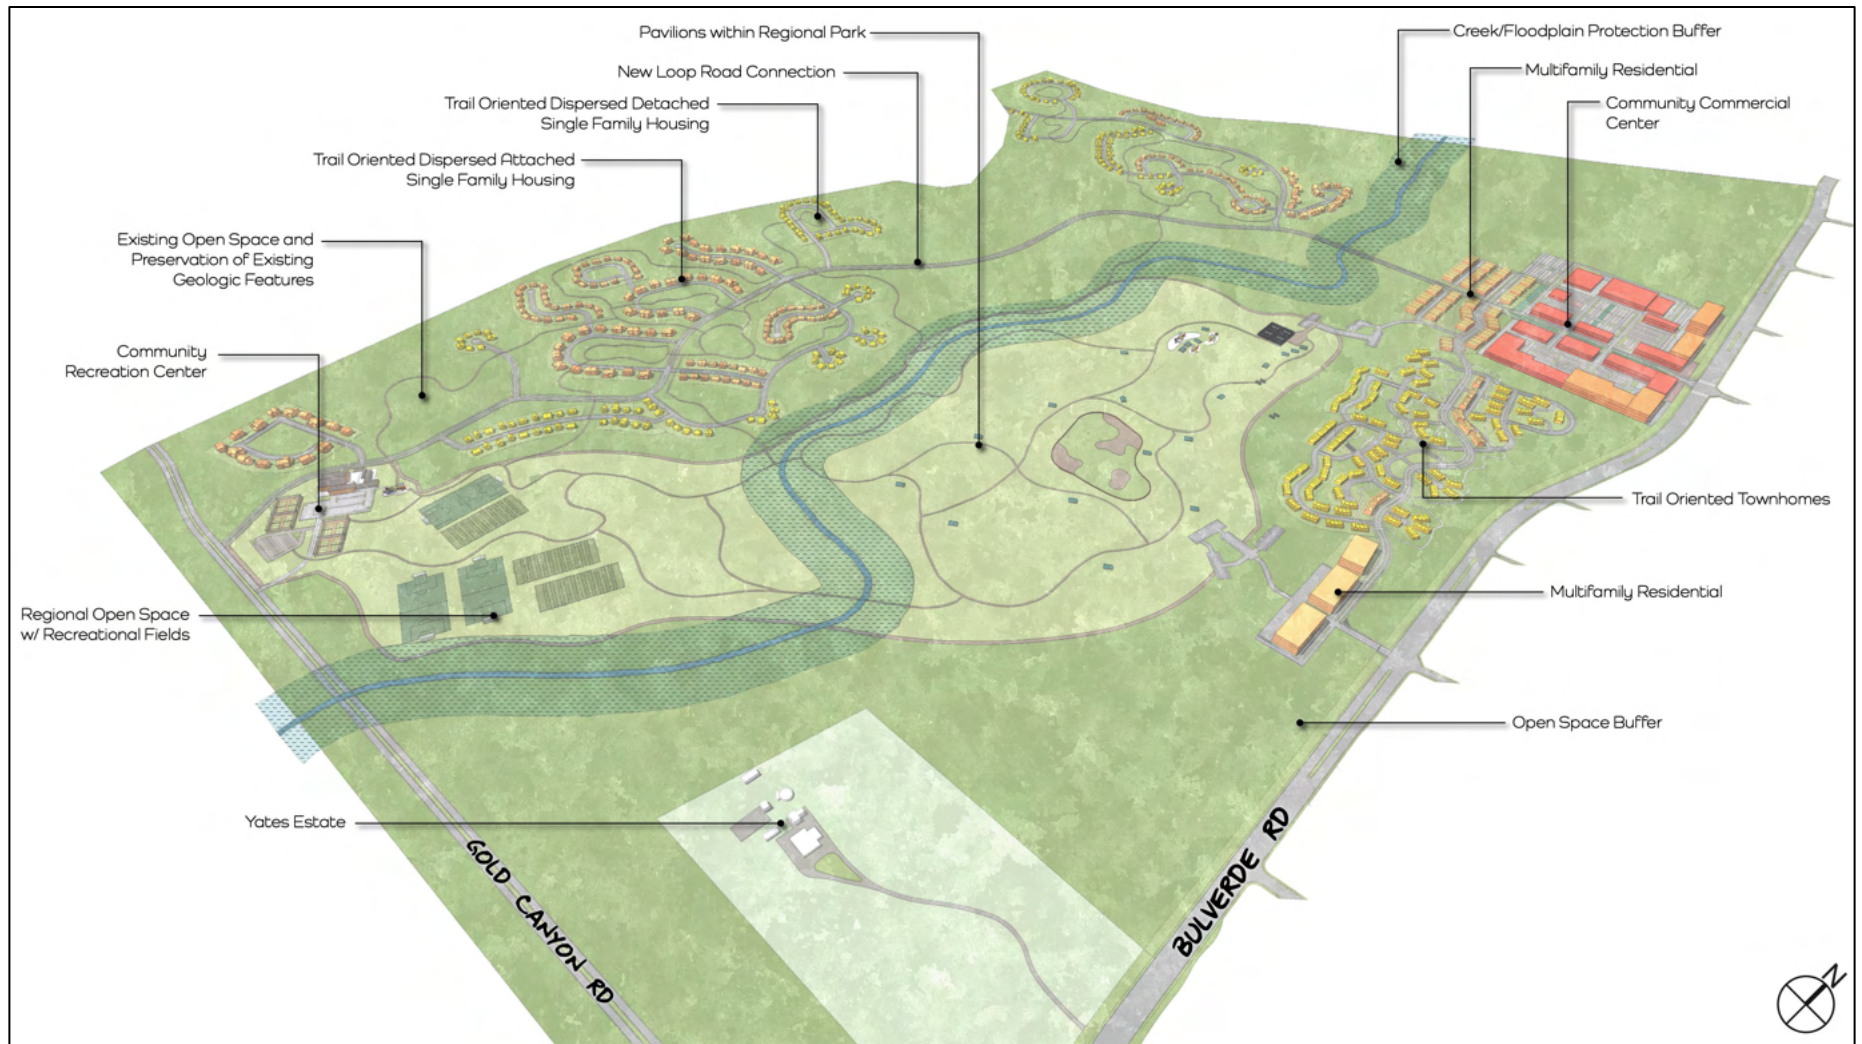 Pavilions within Regional Park
New Loop Road Connection
Trail Oriented Dispersed Detached
Single Family Housing
Trail Oriented Dispersed Attached
Single Family Housing
Existing Open Space and
Preservation of Existing
Geologic Features
Community
Recreation Center
Regional Open Space
w/ Recreational Fields
Yates Estate
Creek/Floodplain Protection Buffer
Multifamily Residential
Community Commercial
Center
Trail Oriented Townhomes
Multifamily Residential
Open Space Buffer
GOLD CANYON RD
BULVERDE RD
N